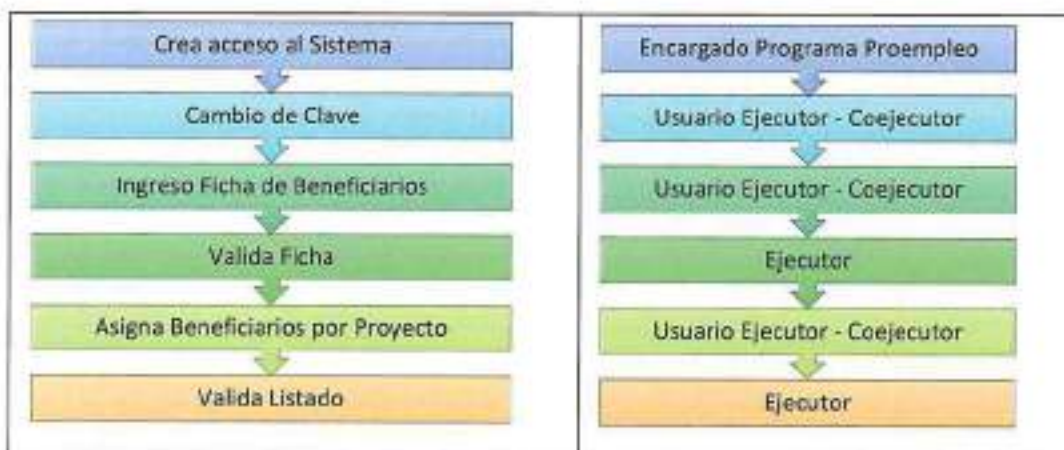 Crea acceso al Sistema
Cambio de Clave
Ingreso Ficha de Beneficiarios
Valida Ficha
Asigna Beneficiarios por Proyecto
Valida Listado
Encargado Programa Proempleo
Usuario Ejecutor - Coejecutor
Usuario Ejecutor - Coejecutor
Ejecutor
Usuario Ejecutor - Coejecutor
Ejecutor